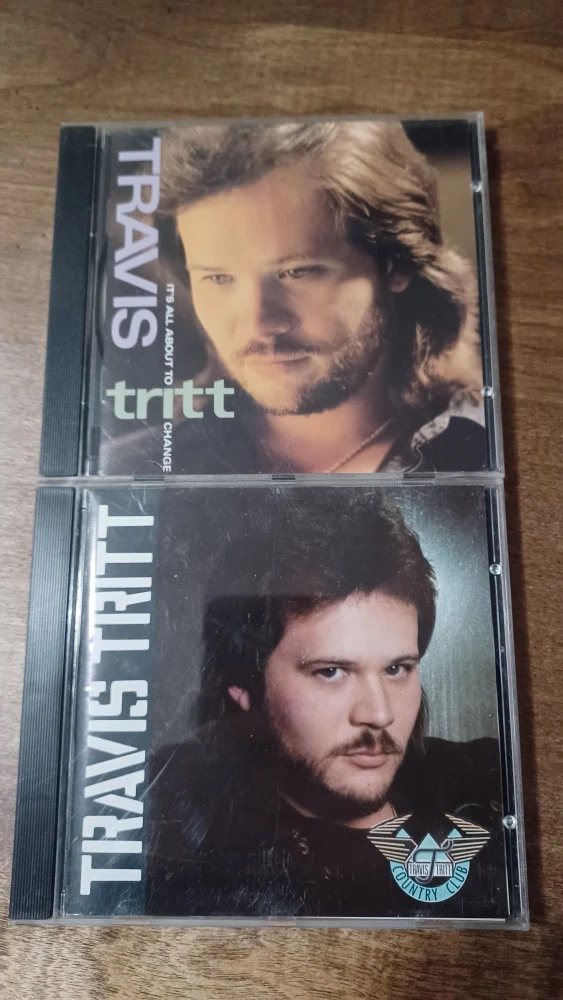 TRAVIS
IT'S ALL ABOUT TO CHANGE
tritt
TRAVIS TRITT
TRAVIS T TRITT
COUNTRY CLUB